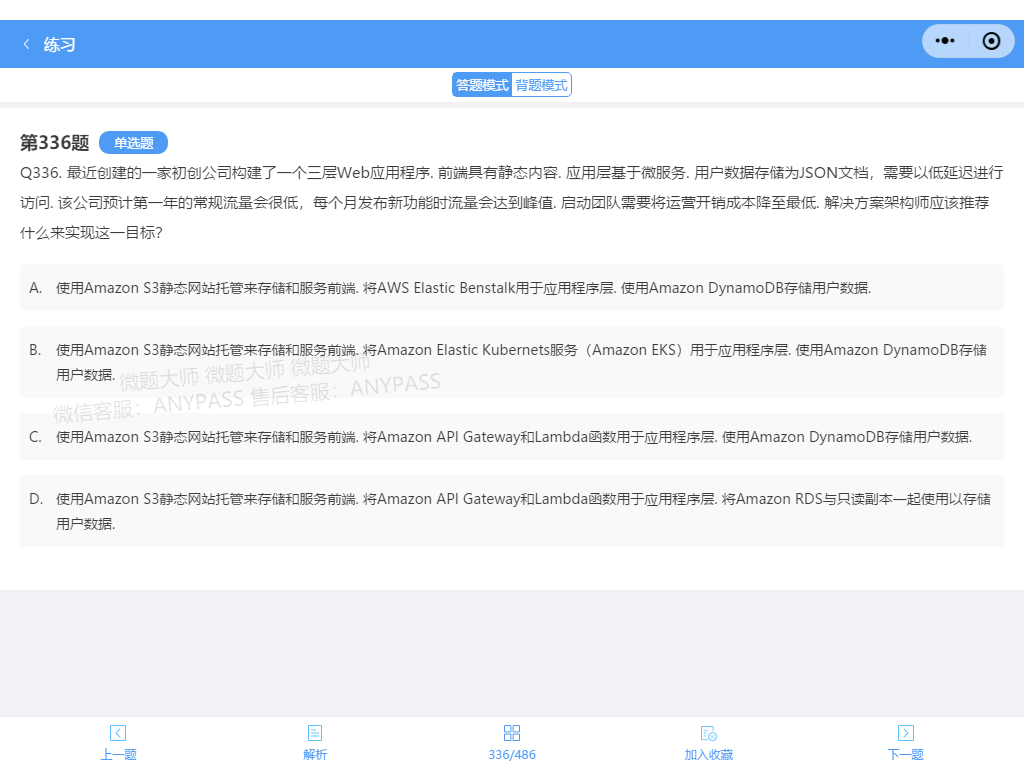 练习
答题模式 背题模式
第336题 单选题
Q336. 最近创建的一家初创公司构建了一个三层Web应用程序. 前端具有静态内容. 应用层基于微服务. 用户数据存储为JSON文档，需要以低延迟进行
访问. 该公司预计第一年的常规流量会很低，每个月发布新功能时流量会达到峰值. 启动团队需要将运营开销成本降至最低. 解决方案架构师应该推荐
什么来实现这一目标?
A. 使用Amazon S3静态网站托管来存储和服务前端. 将AWS Elastic Benstalk用于应用程序层. 使用Amazon DynamoDB存储用户数据.
B. 使用Amazon S3静态网站托管来存储和服务前端. 将Amazon Elastic Kubernets服务（Amazon EKS）用于应用程序层. 使用Amazon DynamoDB存储
用户数据.
微题大师 微题大师 微题大师
微信客服：ANYPASS 售后客服：ANYPASS
C. 使用Amazon S3静态网站托管来存储和服务前端. 将Amazon API Gateway和Lambda函数用于应用程序层. 使用Amazon DynamoDB存储用户数据.
D. 使用Amazon S3静态网站托管来存储和服务前端. 将Amazon API Gateway和Lambda函数用于应用程序层. 将Amazon RDS与只读副本一起使用以存储
用户数据.
上一题 解析 336/486 加入收藏 下一题